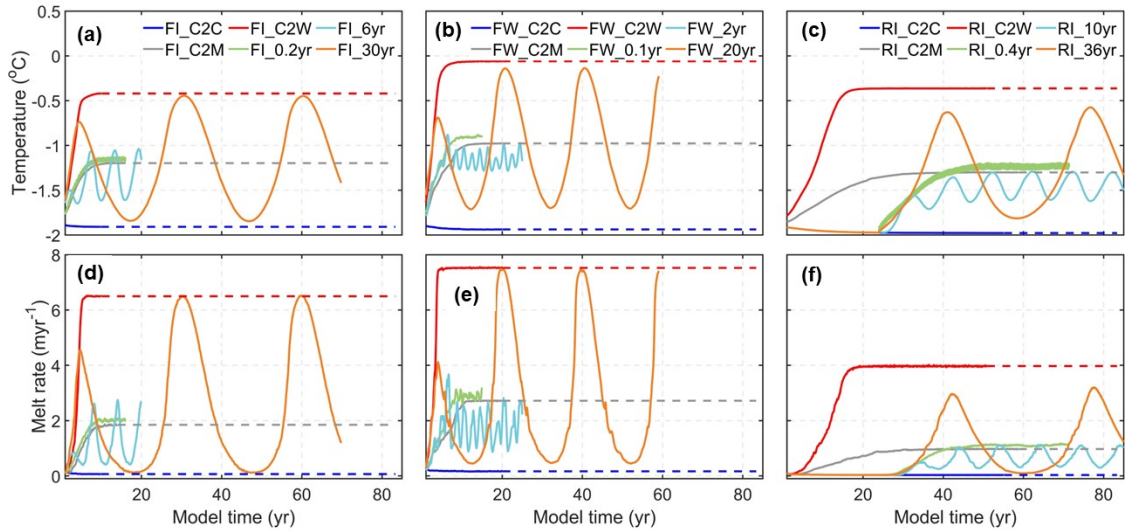 (a) FI_C2C FI_C2W FI_6yr
FI_C2M FI_0.2yr FI_30yr
(b) FW_C2C FW_C2W FW_2yr
FW_C2M FW_0.1yr FW_20yr
(c) RI_C2C RI_C2W RI_10yr
RI_C2M RI_0.4yr RI_36yr
Temperature (°C)
0
-0.5
-1
-1.5
-2
(d)
(e)
(f)
Melt rate (myr⁻¹)
8
6
4
2
0
20 40 60 80
20 40 60 80
20 40 60 80
Model time (yr)
Model time (yr)
Model time (yr)